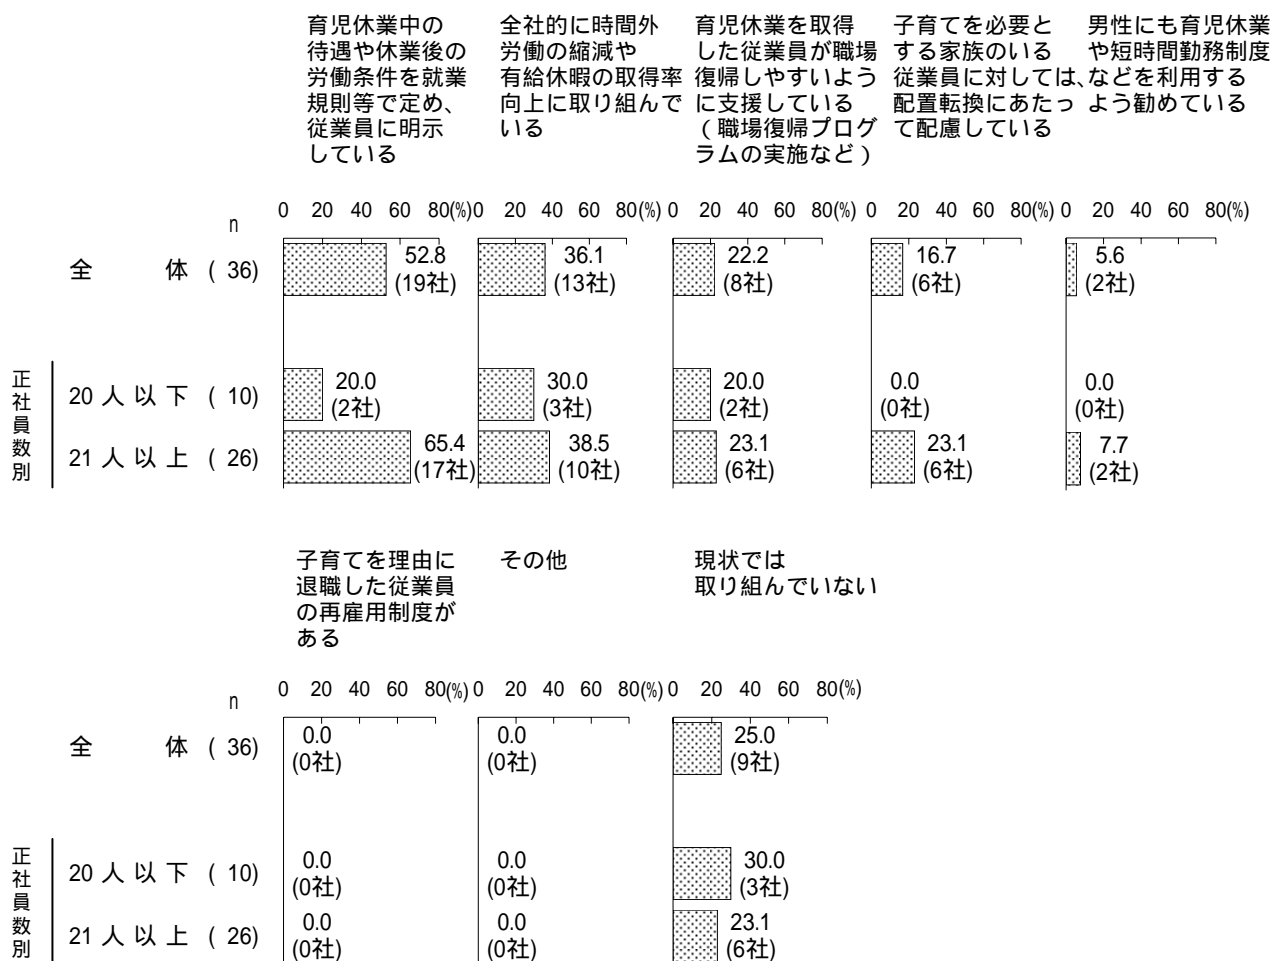 育児休業中の
待遇や休業後の
労働条件を就業
規則等で定め、
従業員に明示
している
全社的に時間外
労働の縮減や
有給休暇の取得率
向上に取り組んで
いる
育児休業を取得
した従業員が職場
復帰しやすいよう
に支援している
(職場復帰プログ
ラムの実施など)
子育てを必要と
する家族のいる
従業員に対しては、
配置転換にあたっ
て配慮している
男性にも育児休業
や短時間勤務制度
などを利用する
よう勧めている
n
0 20 40 60 80(%) 0 20 40 60 80(%) 0 20 40 60 80(%) 0 20 40 60 80(%) 0 20 40 60 80(%)
全 体 ( 36) 52.8 36.1 22.2 16.7 5.6
(19社) (13社) (8社) (6社) (2社)
正社員数別
20人以下 ( 10) 20.0 30.0 20.0 0.0 0.0
(2社) (3社) (2社) (0社) (0社)
21人以上 ( 26) 65.4 38.5 23.1 23.1 7.7
(17社) (10社) (6社) (6社) (2社)
子育てを理由に
退職した従業員
の再雇用制度が
ある
その他
現状では
取り組んでいない
n
0 20 40 60 80(%) 0 20 40 60 80(%) 0 20 40 60 80(%)
全 体 ( 36) 0.0 0.0 25.0
(0社) (0社) (9社)
正社員数別
20人以下 ( 10) 0.0 0.0 30.0
(0社) (0社) (3社)
21人以上 ( 26) 0.0 0.0 23.1
(0社) (0社) (6社)